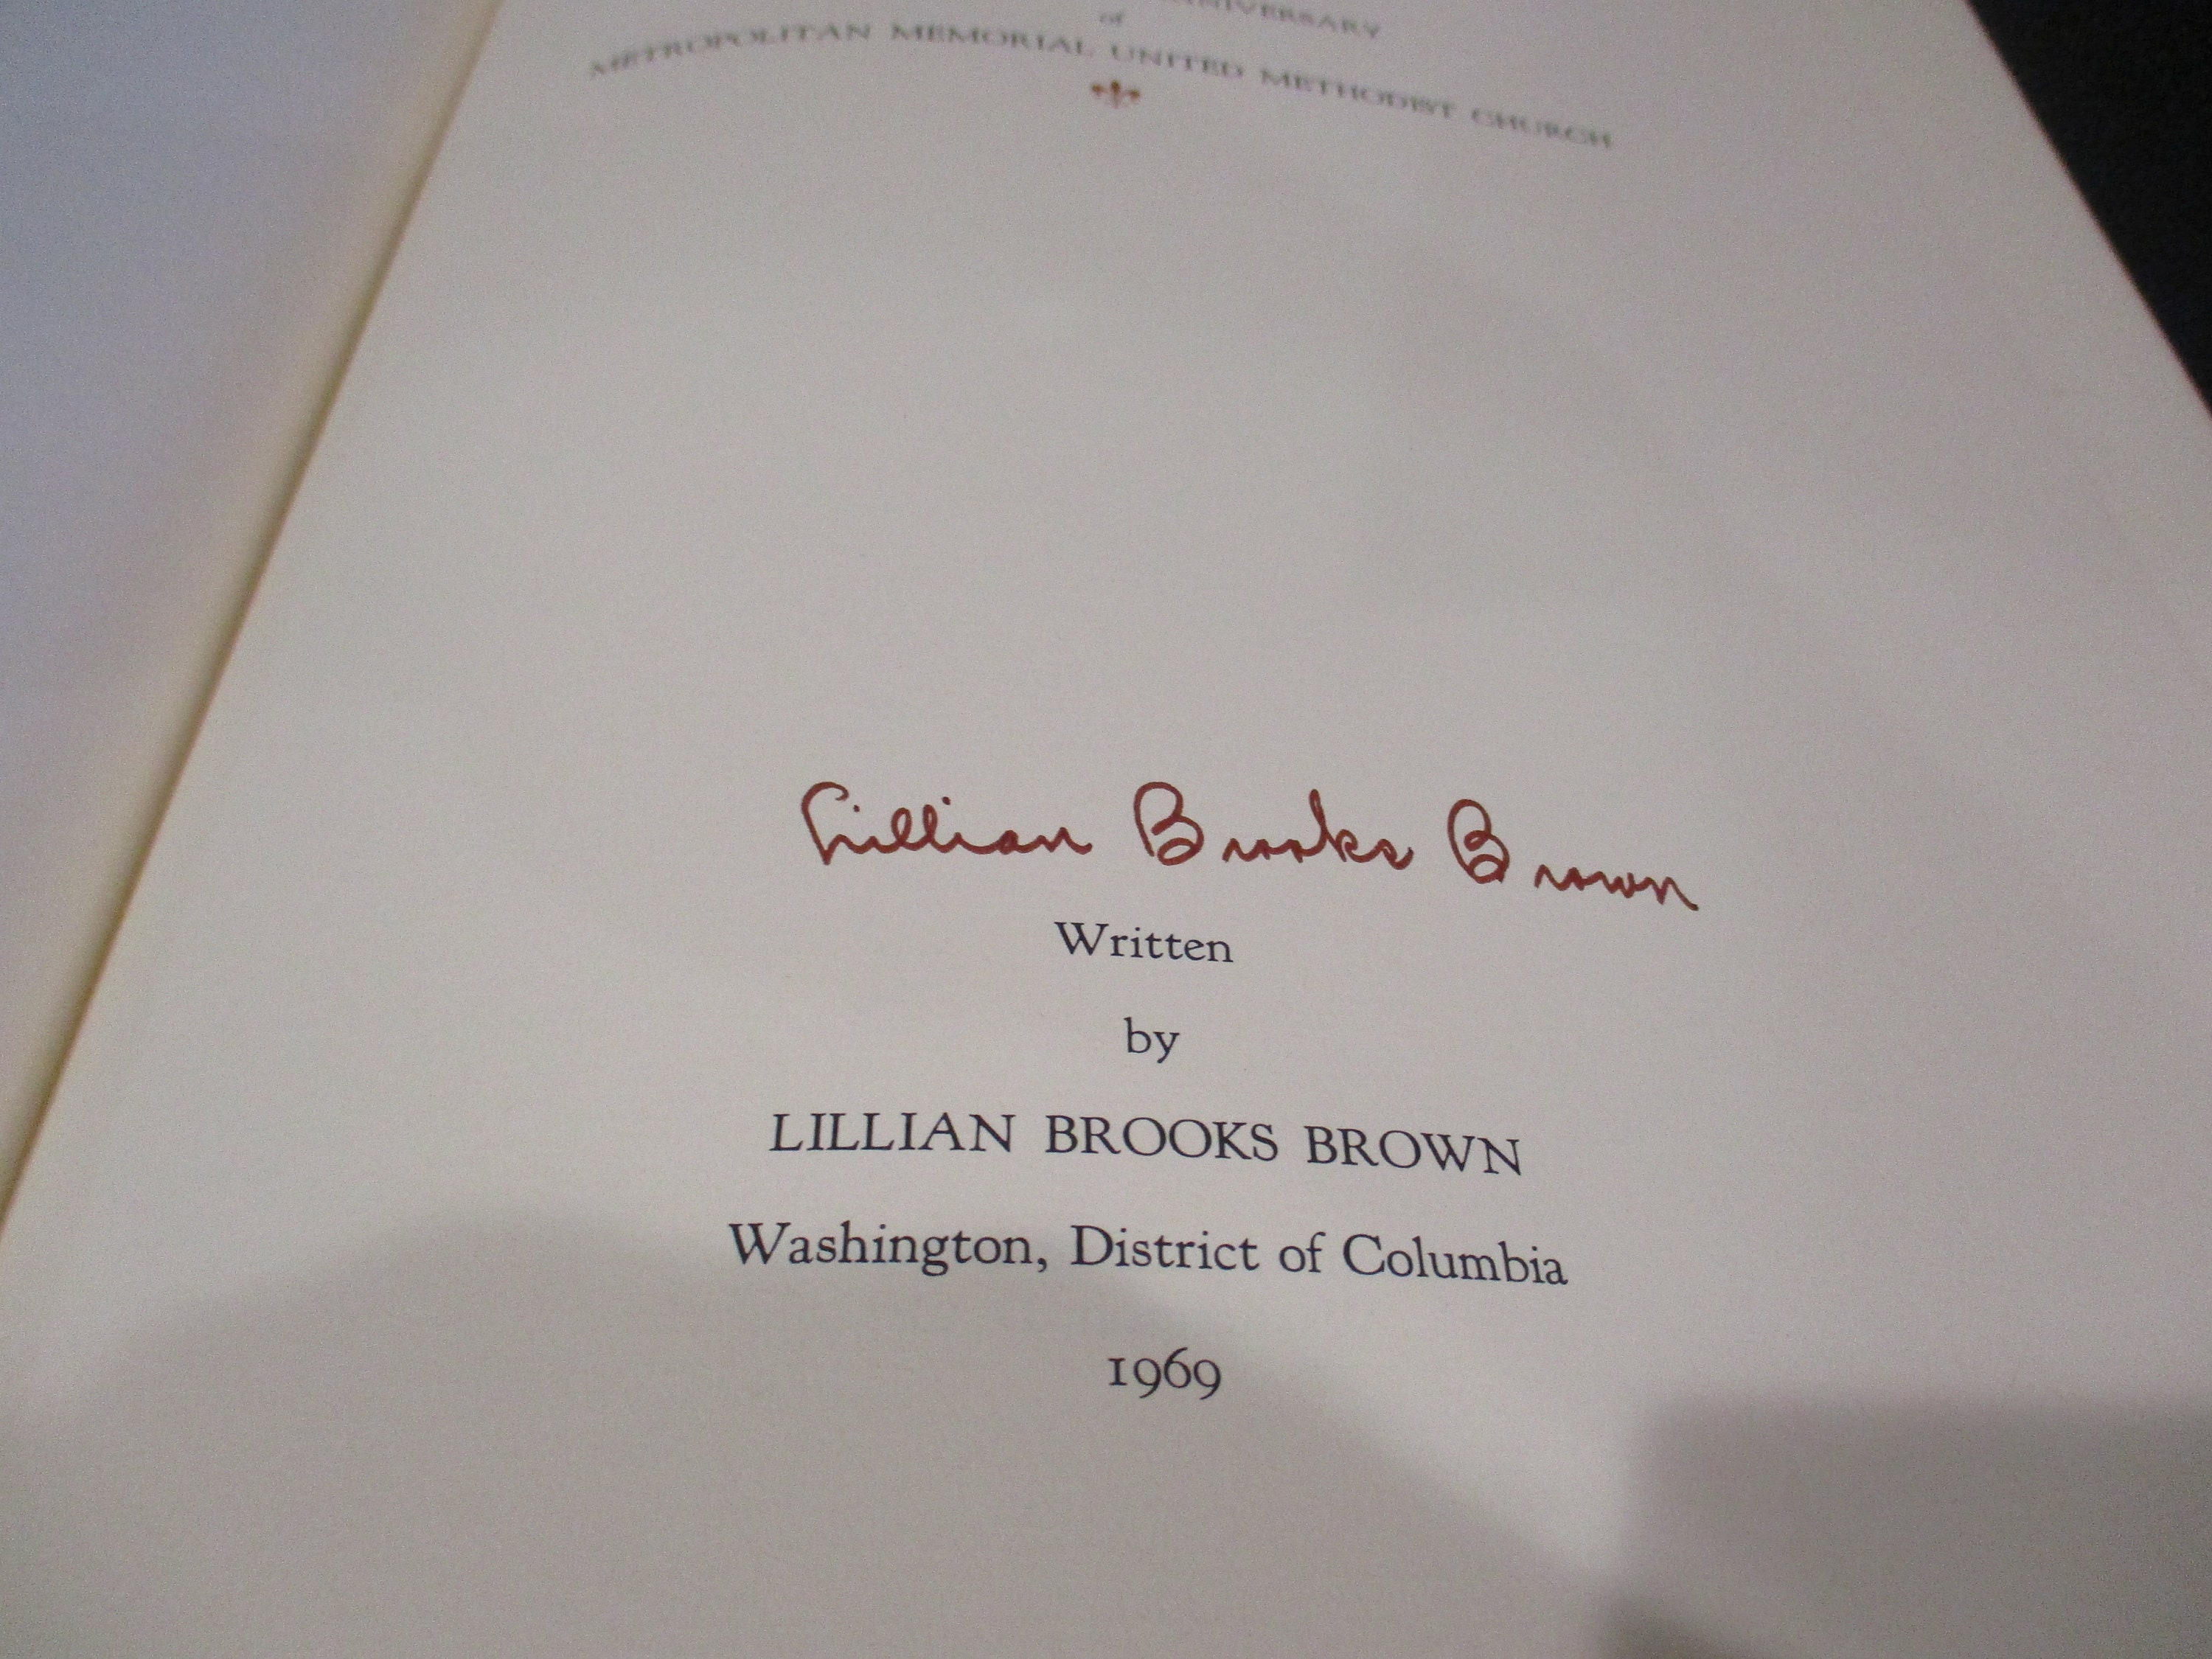 of
METROPOLITAN MEMORIAL UNITED METHODIST CHURCH
Lillian Brooks Brown
Written
by
LILLIAN BROOKS BROWN
Washington, District of Columbia
1969